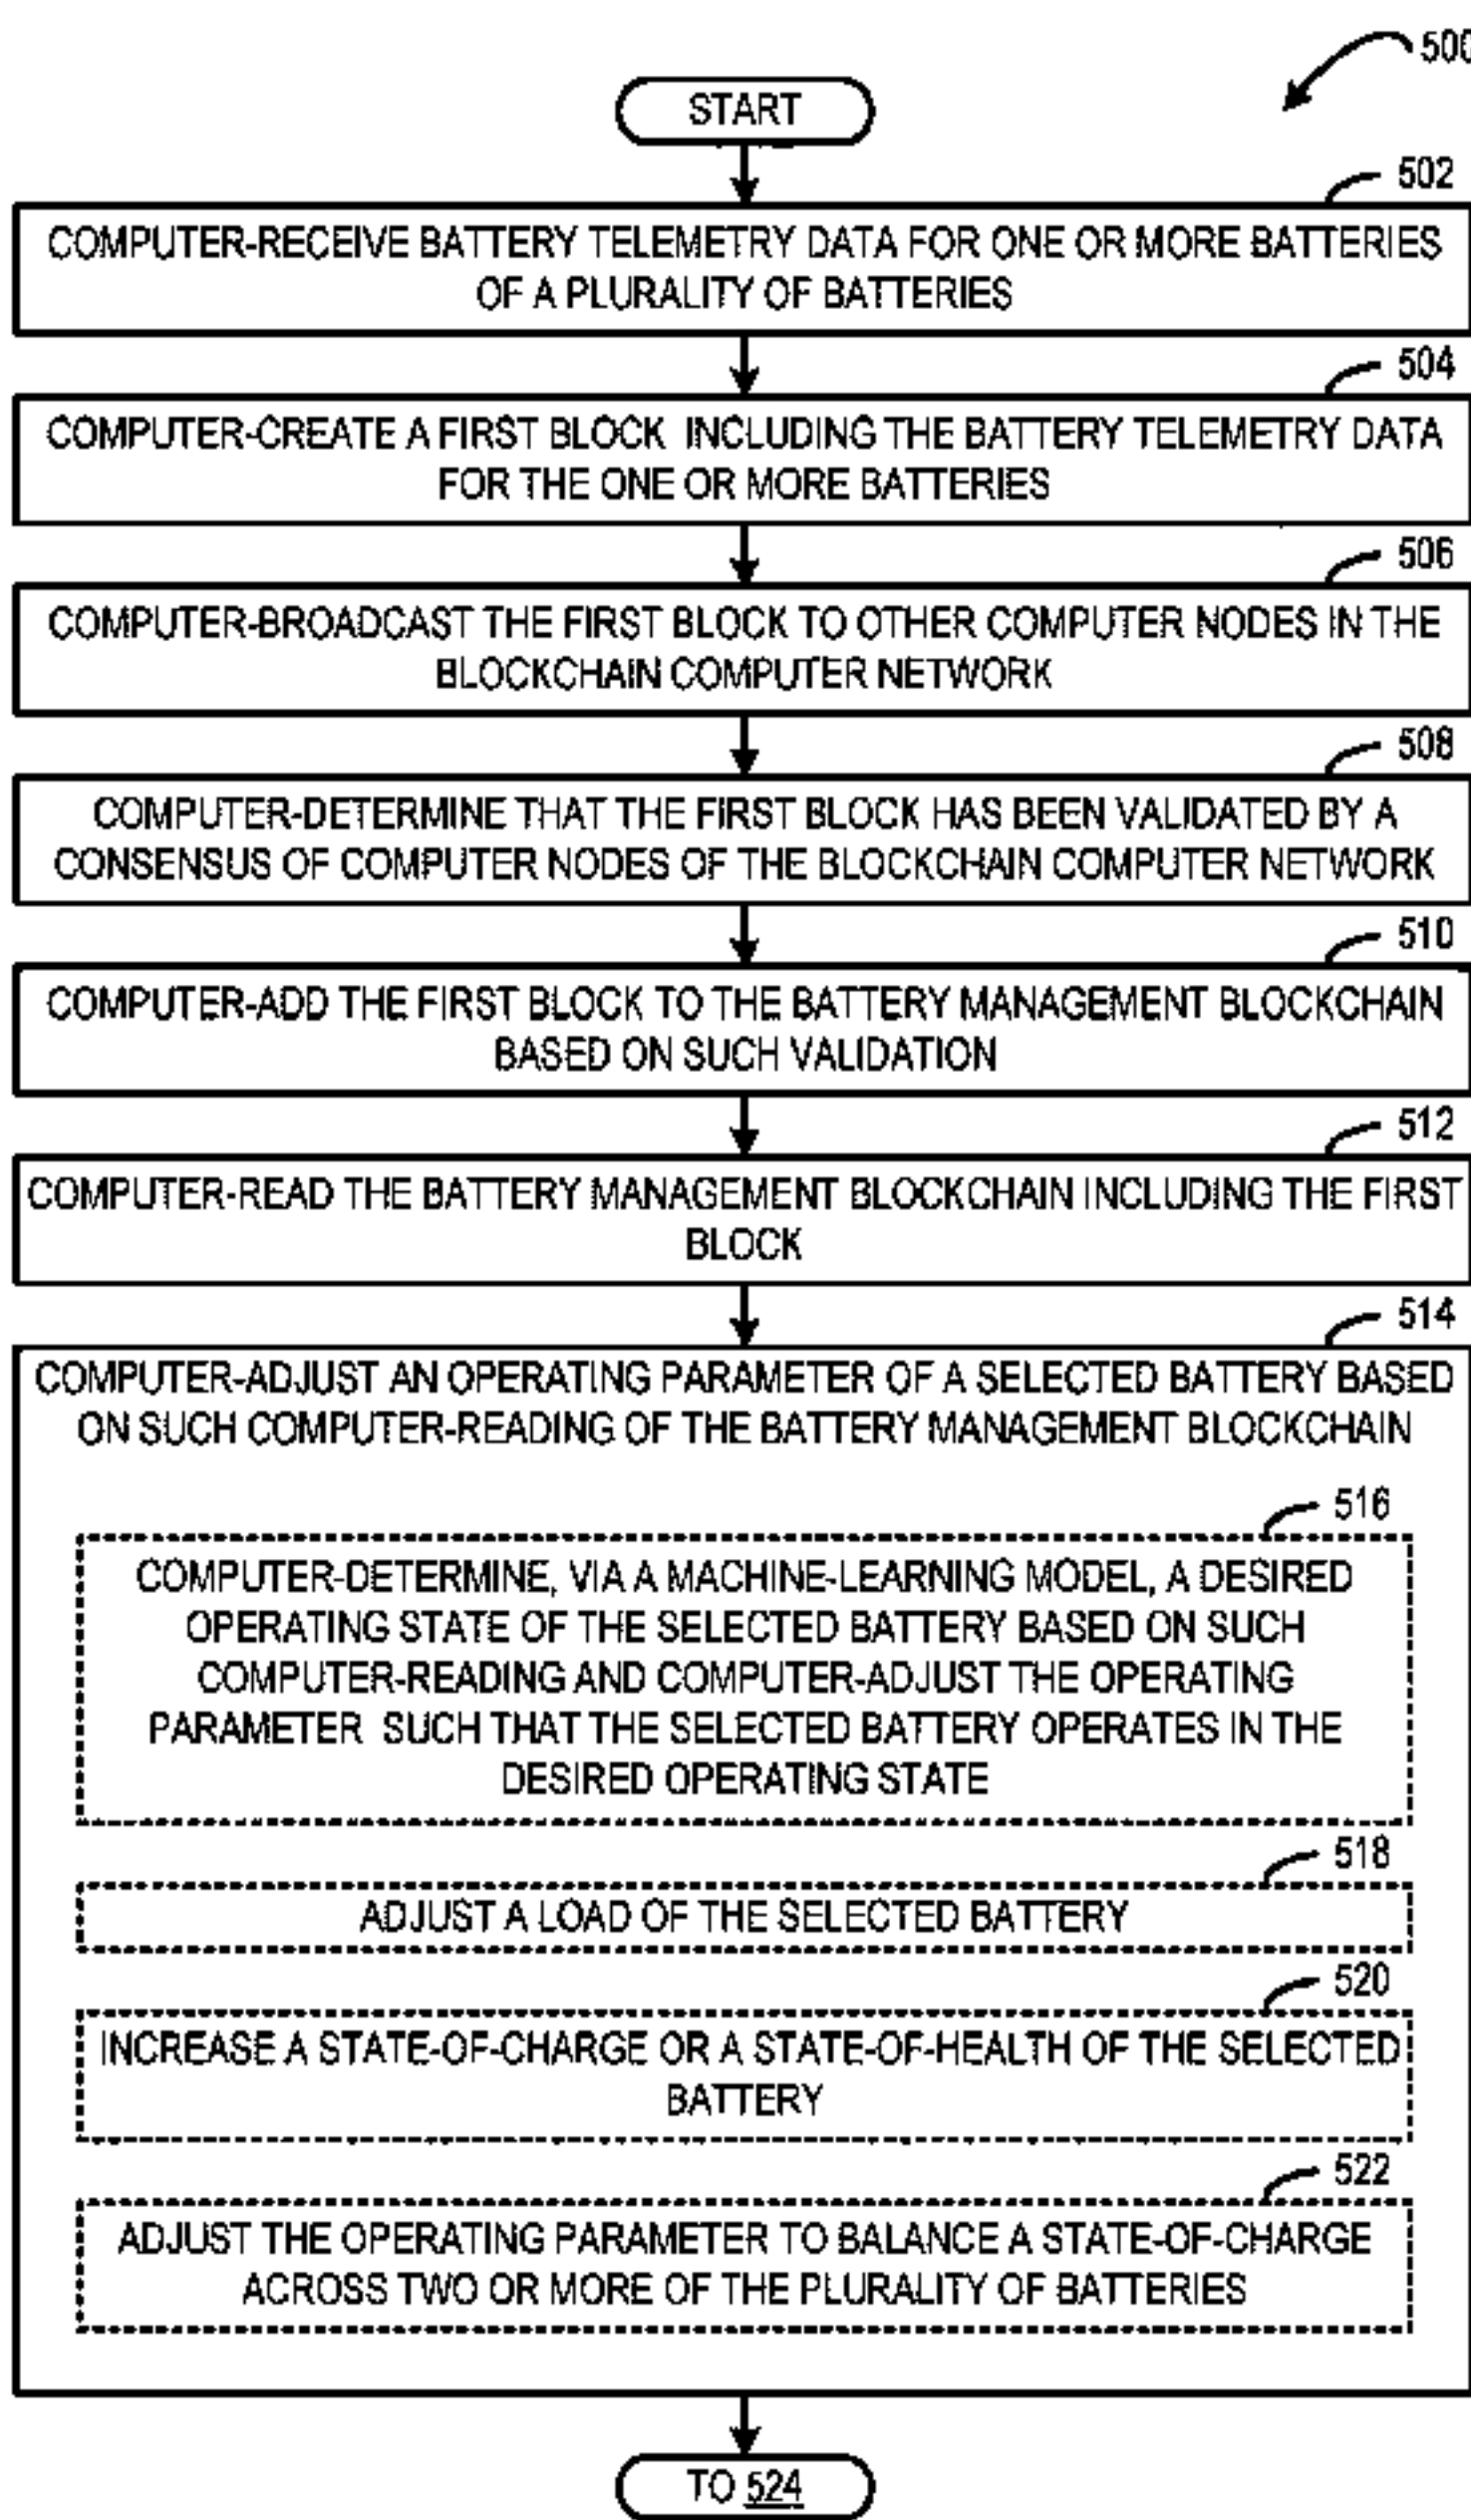 500
START
502
COMPUTER-RECEIVE BATTERY TELEMETRY DATA FOR ONE OR MORE BATTERIES
OF A PLURALITY OF BATTERIES
504
COMPUTER-CREATE A FIRST BLOCK INCLUDING THE BATTERY TELEMETRY DATA
FOR THE ONE OR MORE BATTERIES
506
COMPUTER-BROADCAST THE FIRST BLOCK TO OTHER COMPUTER NODES IN THE
BLOCKCHAIN COMPUTER NETWORK
508
COMPUTER-DETERMINE THAT THE FIRST BLOCK HAS BEEN VALIDATED BY A
CONSENSUS OF COMPUTER NODES OF THE BLOCKCHAIN COMPUTER NETWORK
510
COMPUTER-ADD THE FIRST BLOCK TO THE BATTERY MANAGEMENT BLOCKCHAIN
BASED ON SUCH VALIDATION
512
COMPUTER-READ THE BATTERY MANAGEMENT BLOCKCHAIN INCLUDING THE FIRST
BLOCK
514
COMPUTER-ADJUST AN OPERATING PARAMETER OF A SELECTED BATTERY BASED
ON SUCH COMPUTER-READING OF THE BATTERY MANAGEMENT BLOCKCHAIN
516
COMPUTER-DETERMINE, VIA A MACHINE-LEARNING MODEL, A DESIRED
OPERATING STATE OF THE SELECTED BATTERY BASED ON SUCH
COMPUTER-READING AND COMPUTER-ADJUST THE OPERATING
PARAMETER SUCH THAT THE SELECTED BATTERY OPERATES IN THE
DESIRED OPERATING STATE
518
ADJUST A LOAD OF THE SELECTED BATTERY
520
INCREASE A STATE-OF-CHARGE OR A STATE-OF-HEALTH OF THE SELECTED
BATTERY
522
ADJUST THE OPERATING PARAMETER TO BALANCE A STATE-OF-CHARGE
ACROSS TWO OR MORE OF THE PLURALITY OF BATTERIES
TO 524